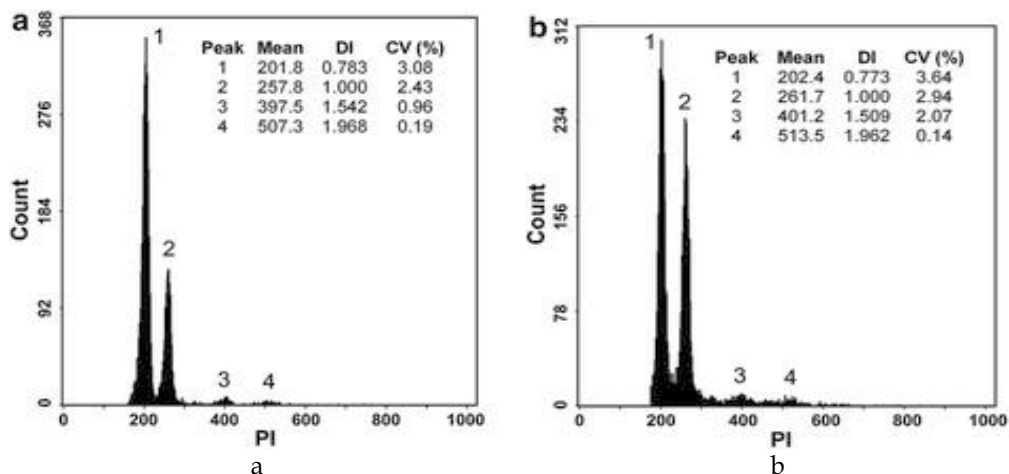 a
368
276
184
92
0
Count
1
2
3
4
Peak Mean DI CV (%)
1 201.8 0.783 3.08
2 257.8 1.000 2.43
3 397.5 1.542 0.96
4 507.3 1.968 0.19
0 200 400 600 800 1000
PI
a
b
312
234
156
78
0
Count
1
2
3
4
Peak Mean DI CV (%)
1 202.4 0.773 3.64
2 261.7 1.000 2.94
3 401.2 1.509 2.07
4 513.5 1.962 0.14
0 200 400 600 800 1000
PI
b